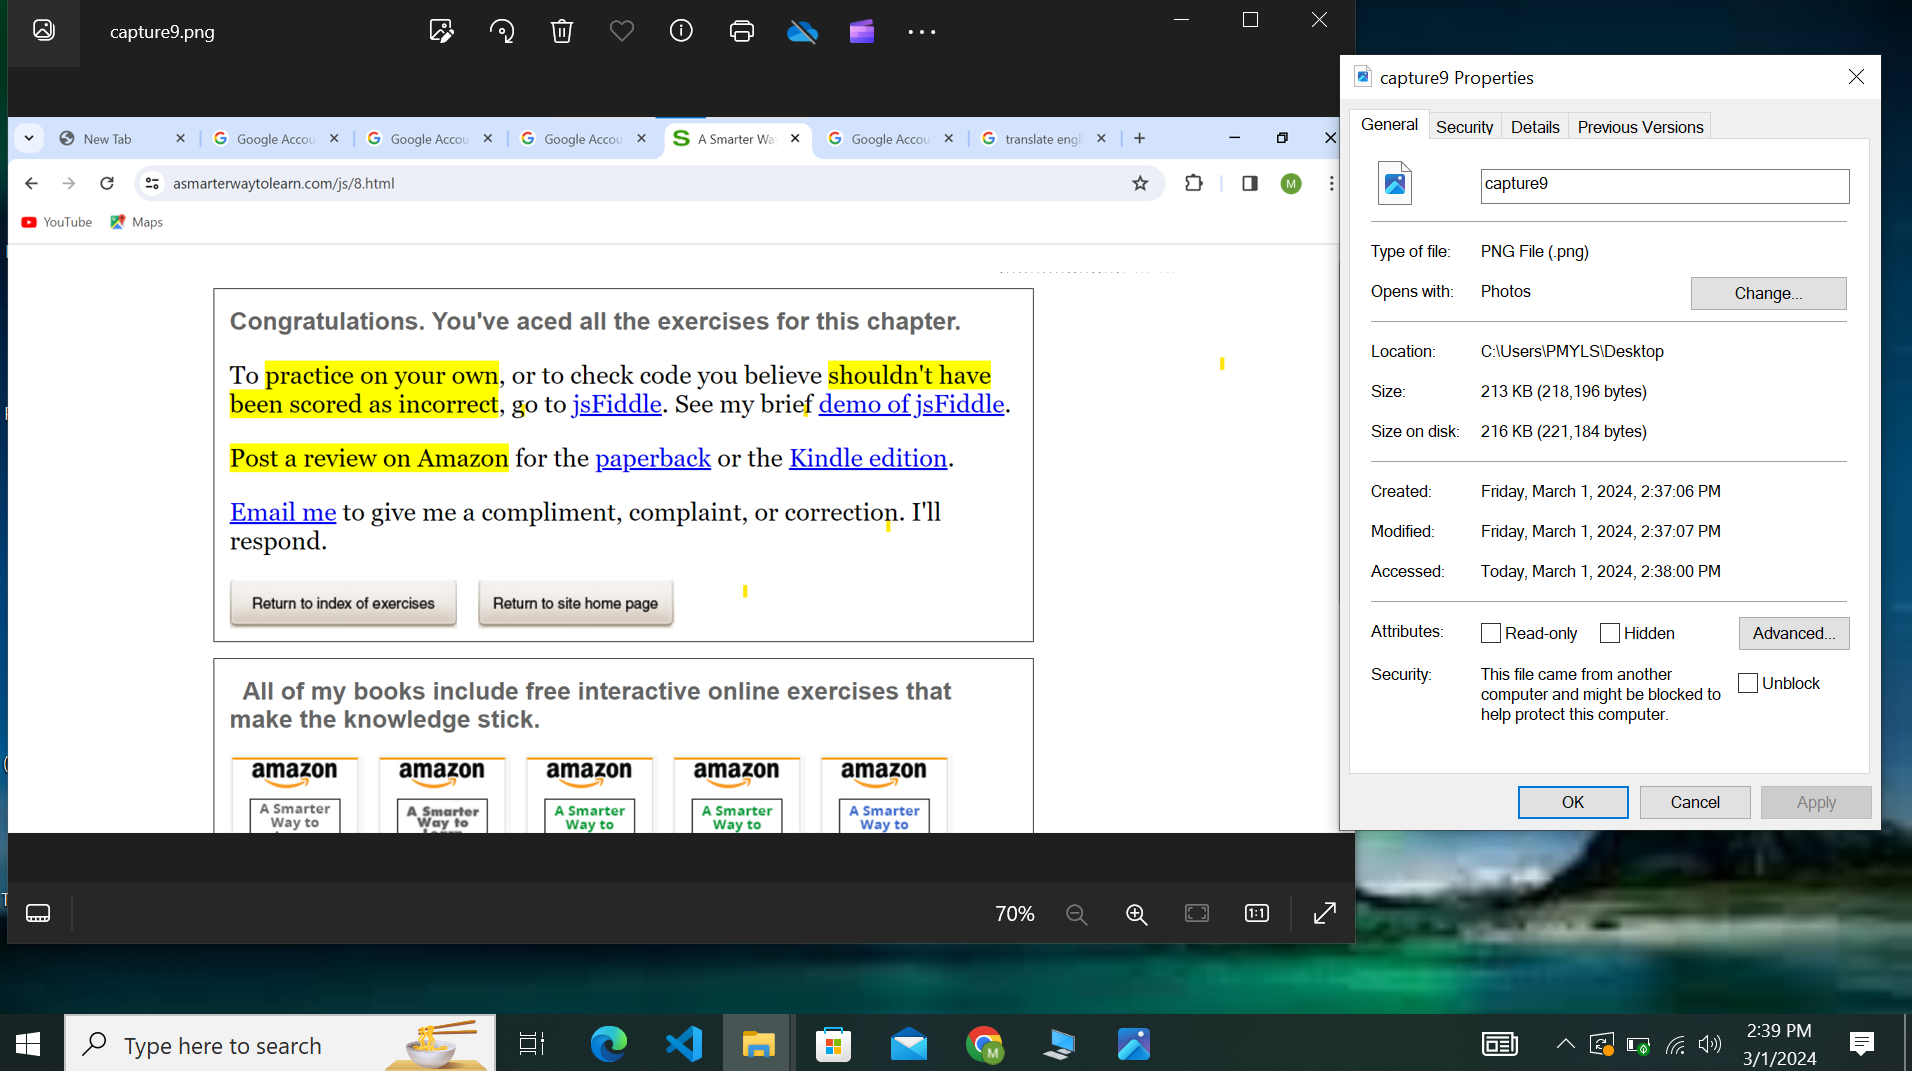 capture9.png
New Tab
Google Accou
Google Accou
Google Accou
A Smarter Wa
Google Accou
translate engl
asmarterwaytolearn.com/js/8.html
M
YouTube
Maps
Congratulations. You've aced all the exercises for this chapter.
To practice on your own, or to check code you believe shouldn't have
been scored as incorrect, go to jsFiddle. See my brief demo of jsFiddle.
Post a review on Amazon for the paperback or the Kindle edition.
Email me to give me a compliment, complaint, or correction. I'll
respond.
Return to index of exercises
Return to site home page
All of my books include free interactive online exercises that
make the knowledge stick.
amazon
amazon
amazon
amazon
amazon
A Smarter
Way to
A Smarter
Way to
A Smarter
Way to
A Smarter
Way to
A Smarter
Way to
70%
1:1
capture9 Properties
General
Security
Details
Previous Versions
capture9
Type of file: PNG File (.png)
Opens with: Photos
Change...
Location: C:\Users\PMYLS\Desktop
Size: 213 KB (218,196 bytes)
Size on disk: 216 KB (221,184 bytes)
Created: Friday, March 1, 2024, 2:37:06 PM
Modified: Friday, March 1, 2024, 2:37:07 PM
Accessed: Today, March 1, 2024, 2:38:00 PM
Attributes: Read-only Hidden
Advanced...
Security: This file came from another
computer and might be blocked to
help protect this computer.
Unblock
OK
Cancel
Apply
Type here to search
M
2:39 PM
3/1/2024